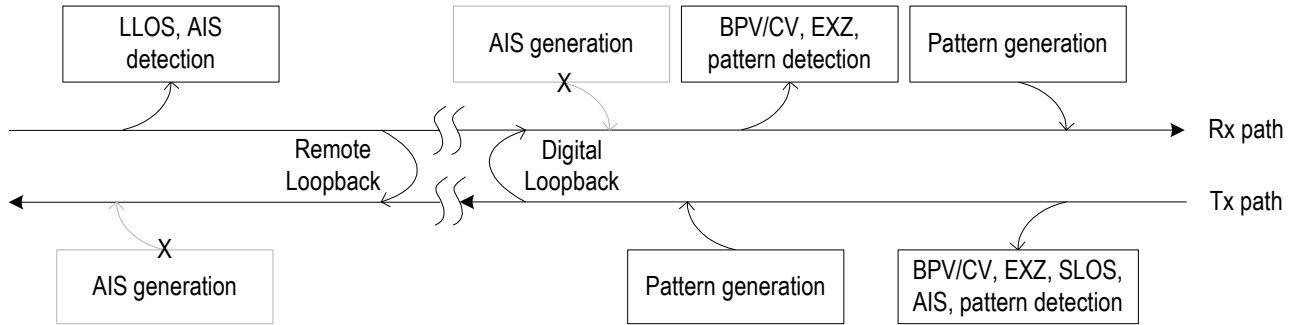 LLOS, AIS
detection
AIS generation
BPV/CV, EXZ,
pattern detection
Pattern generation
X
Rx path
Remote
Loopback
Digital
Loopback
Tx path
X
AIS generation
Pattern generation
BPV/CV, EXZ, SLOS,
AIS, pattern detection